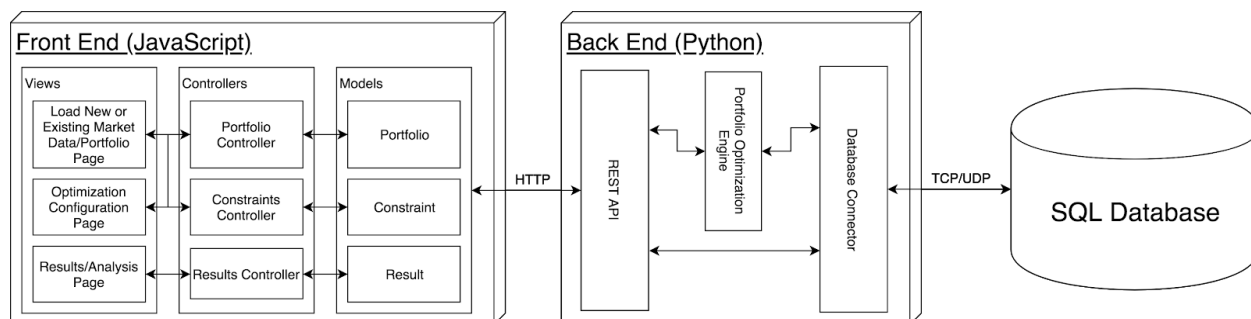 Front End (JavaScript)
Views
Load New or
Existing Market
Data/Portfolio
Page
Optimization
Configuration
Page
Results/Analysis
Page
Controllers
Portfolio
Controller
Constraints
Controller
Results Controller
Models
Portfolio
Constraint
Result
HTTP
Back End (Python)
REST API
Portfolio Optimization
Engine
Database Connector
TCP/UDP
SQL Database